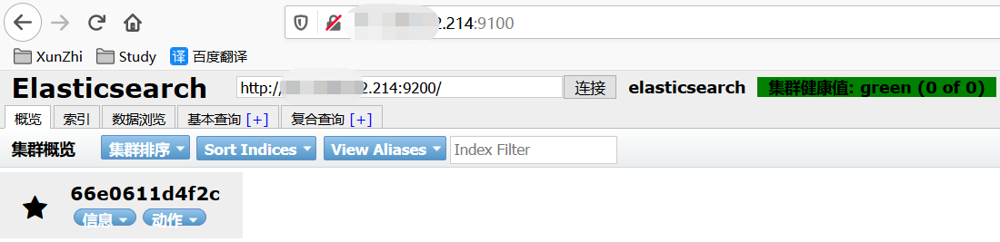 2.214:9100
XunZhi Study 译 百度翻译
Elasticsearch http:// 2.214:9200/ 连接 elasticsearch 集群健康值: green (0 of 0)
概览 索引 数据浏览 基本查询 [+] 复合查询 [+]
集群概览 集群排序 Sort Indices View Aliases Index Filter
66e0611d4f2c
信息 动作